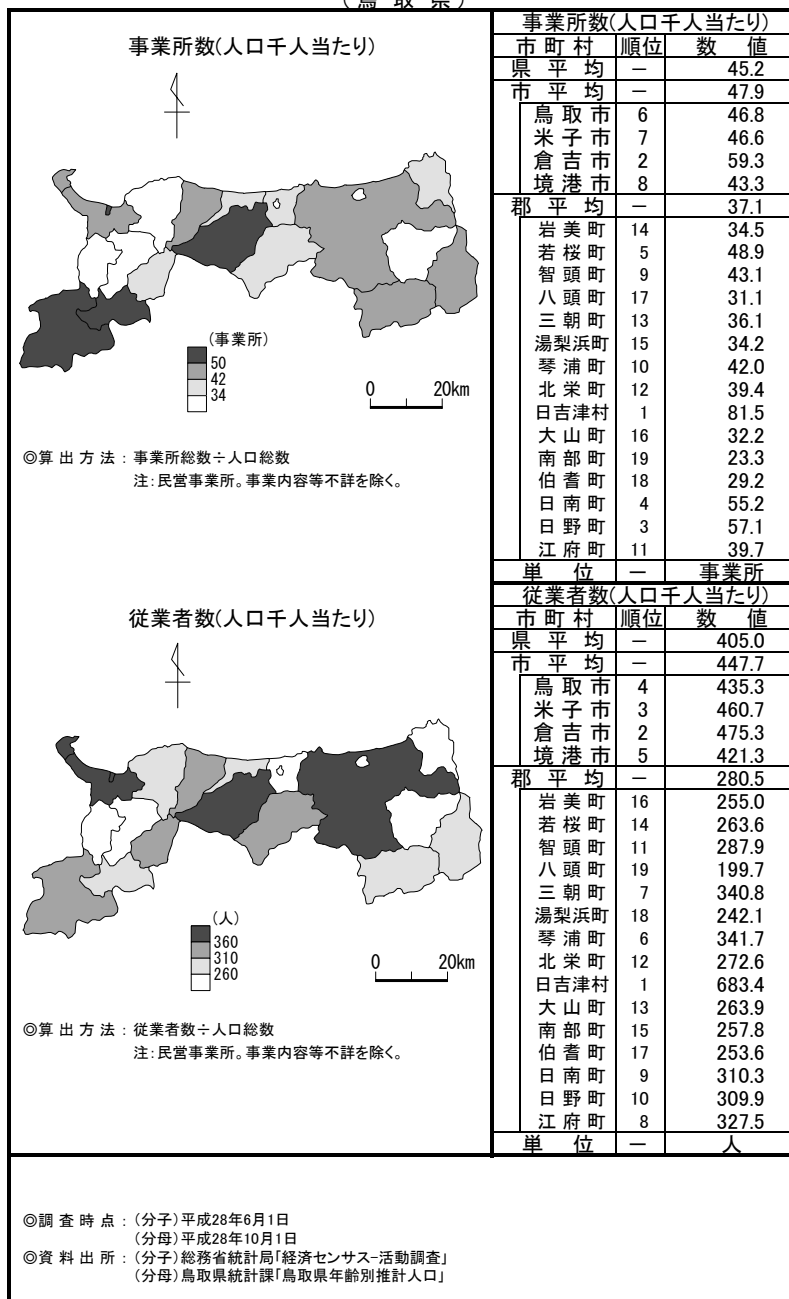 (鳥取県)
事業所数(人口千人当たり)
(事業所)
50
42
34
0 20km
◎算出方法：事業所総数÷人口総数
注：民営事業所。事業内容等不詳を除く。
事業所数(人口千人当たり)
市町村 順位 数値
県平均 － 45.2
市平均 － 47.9
鳥取市 6 46.8
米子市 7 46.6
倉吉市 2 59.3
境港市 8 43.3
郡平均 － 37.1
岩美町 14 34.5
若桜町 5 48.9
智頭町 9 43.1
八頭町 17 31.1
三朝町 13 36.1
湯梨浜町 15 34.2
琴浦町 10 42.0
北栄町 12 39.4
日吉津村 1 81.5
大山町 16 32.2
南部町 19 23.3
伯耆町 18 29.2
日南町 4 55.2
日野町 3 57.1
江府町 11 39.7
単位 － 事業所
従業者数(人口千人当たり)
(人)
360
310
260
0 20km
◎算出方法：従業者数÷人口総数
注：民営事業所。事業内容等不詳を除く。
従業者数(人口千人当たり)
市町村 順位 数値
県平均 － 405.0
市平均 － 447.7
鳥取市 4 435.3
米子市 3 460.7
倉吉市 2 475.3
境港市 5 421.3
郡平均 － 280.5
岩美町 16 255.0
若桜町 14 263.6
智頭町 11 287.9
八頭町 19 199.7
三朝町 7 340.8
湯梨浜町 18 242.1
琴浦町 6 341.7
北栄町 12 272.6
日吉津村 1 683.4
大山町 13 263.9
南部町 15 257.8
伯耆町 17 253.6
日南町 9 310.3
日野町 10 309.9
江府町 8 327.5
単位 － 人
◎調査時点：(分子)平成28年6月1日
(分母)平成28年10月1日
◎資料出所：(分子)総務省統計局「経済センサス-活動調査」
(分母)鳥取県統計課「鳥取県年齢別推計人口」